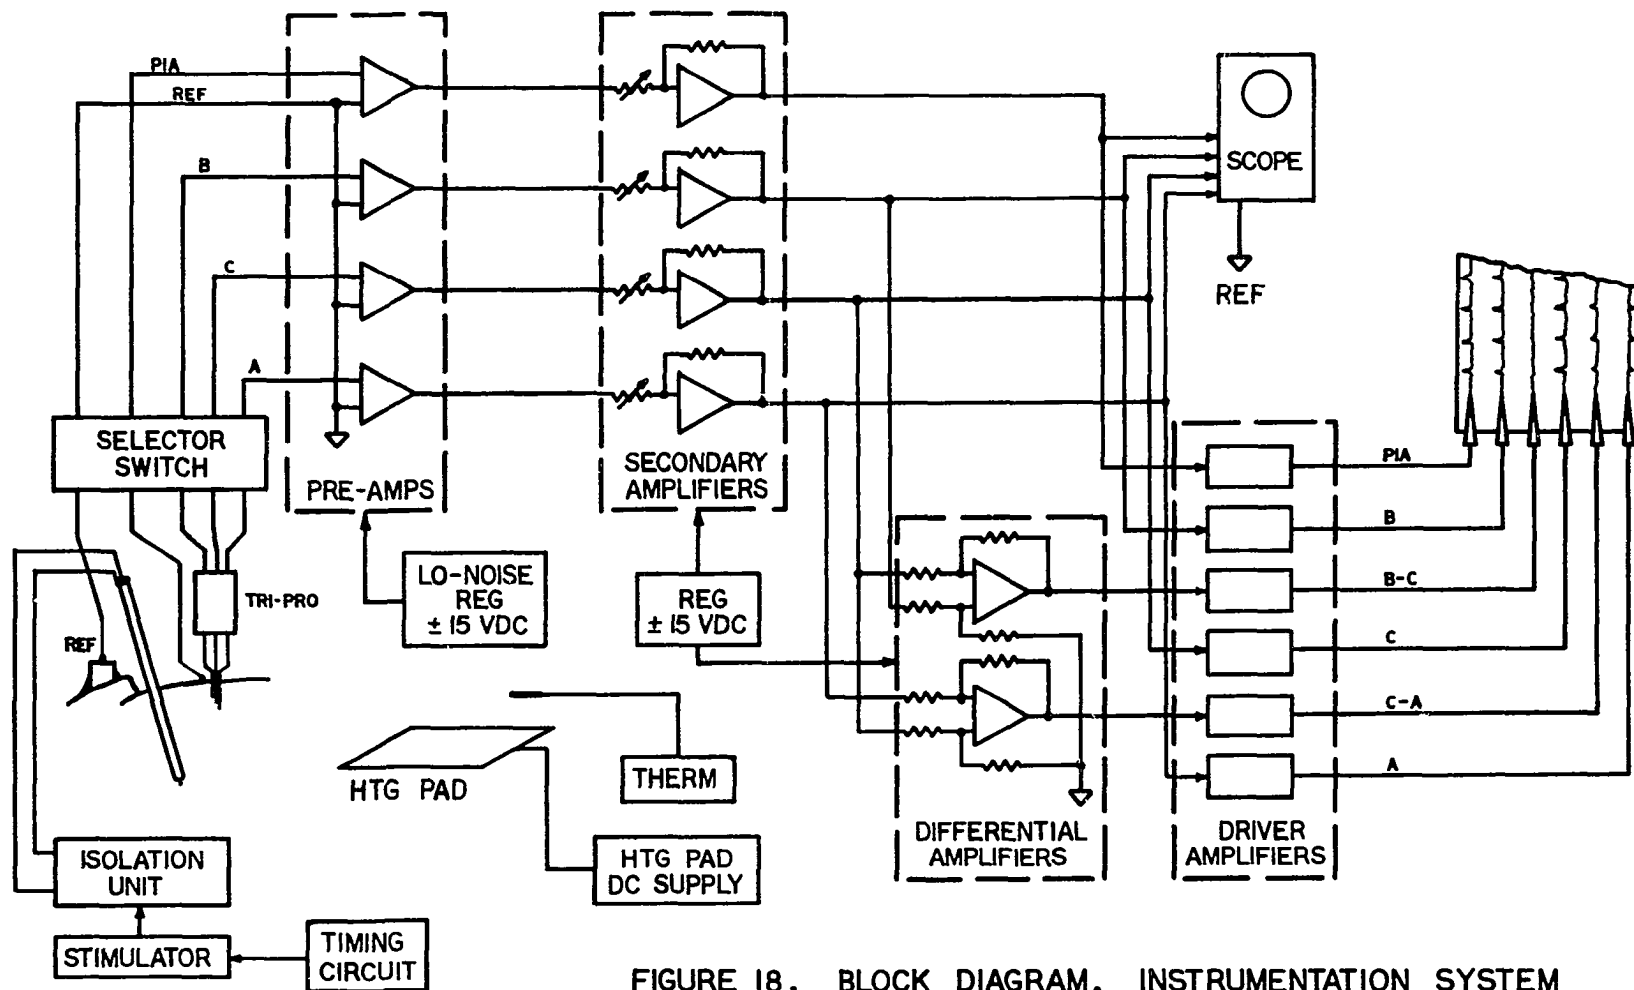 PIA
REF
B
C
A
SELECTOR
SWITCH
PRE-AMPS
SECONDARY
AMPLIFIERS
SCOPE
REF
LO-NOISE
REG
± 15 VDC
REG
± 15 VDC
TRI-PRO
REF
HTG PAD
THERM
HTG PAD
DC SUPPLY
ISOLATION
UNIT
STIMULATOR
TIMING
CIRCUIT
DIFFERENTIAL
AMPLIFIERS
DRIVER
AMPLIFIERS
PIA
B
B-C
C
C-A
A
FIGURE 18. BLOCK DIAGRAM, INSTRUMENTATION SYSTEM